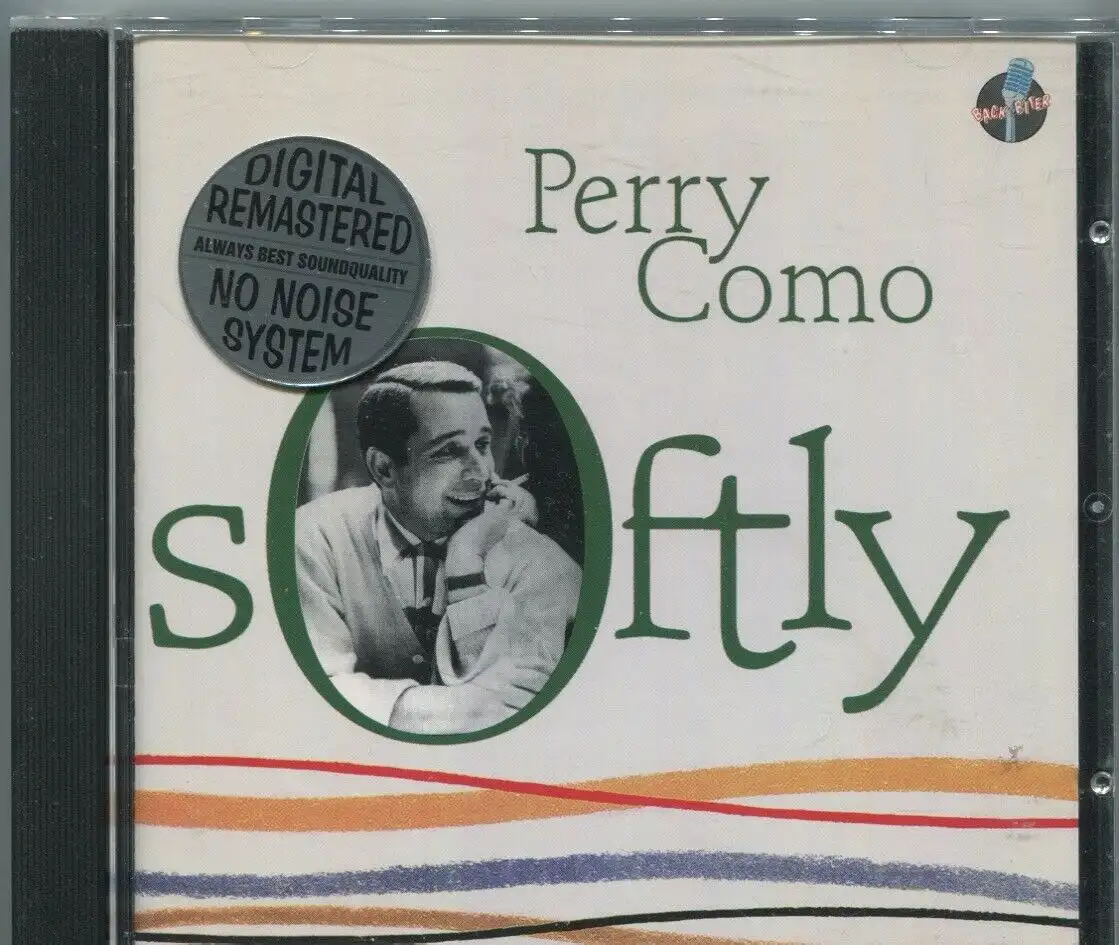 BACK BITER
DIGITAL
REMASTERED
ALWAYS BEST SOUNDQUALITY
NO NOISE
SYSTEM
Perry
Como
sOftly